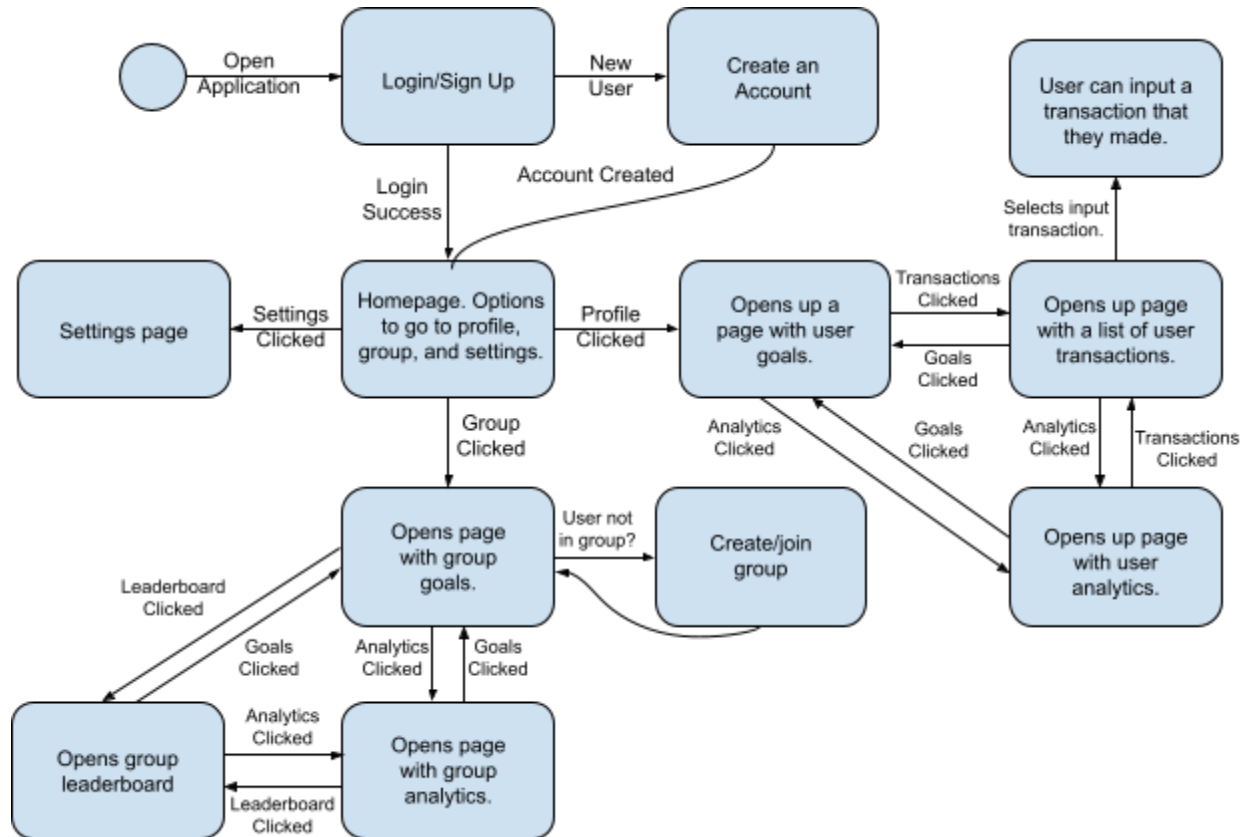 Open
Application
Login/Sign Up
New
User
Create an
Account
User can input a
transaction that
they made.
Login
Success
Account Created
Selects input
transaction.
Settings page
Settings
Clicked
Homepage. Options
to go to profile,
group, and settings.
Profile
Clicked
Opens up a
page with user
goals.
Transactions
Clicked
Goals
Clicked
Opens up page
with a list of user
transactions.
Group
Clicked
Analytics
Clicked
Goals
Clicked
Analytics
Clicked
Transactions
Clicked
Opens page
with group
goals.
User not
in group?
Create/join
group
Opens up page
with user
analytics.
Leaderboard
Clicked
Goals
Clicked
Analytics
Clicked
Goals
Clicked
Opens group
leaderboard
Analytics
Clicked
Leaderboard
Clicked
Opens page
with group
analytics.